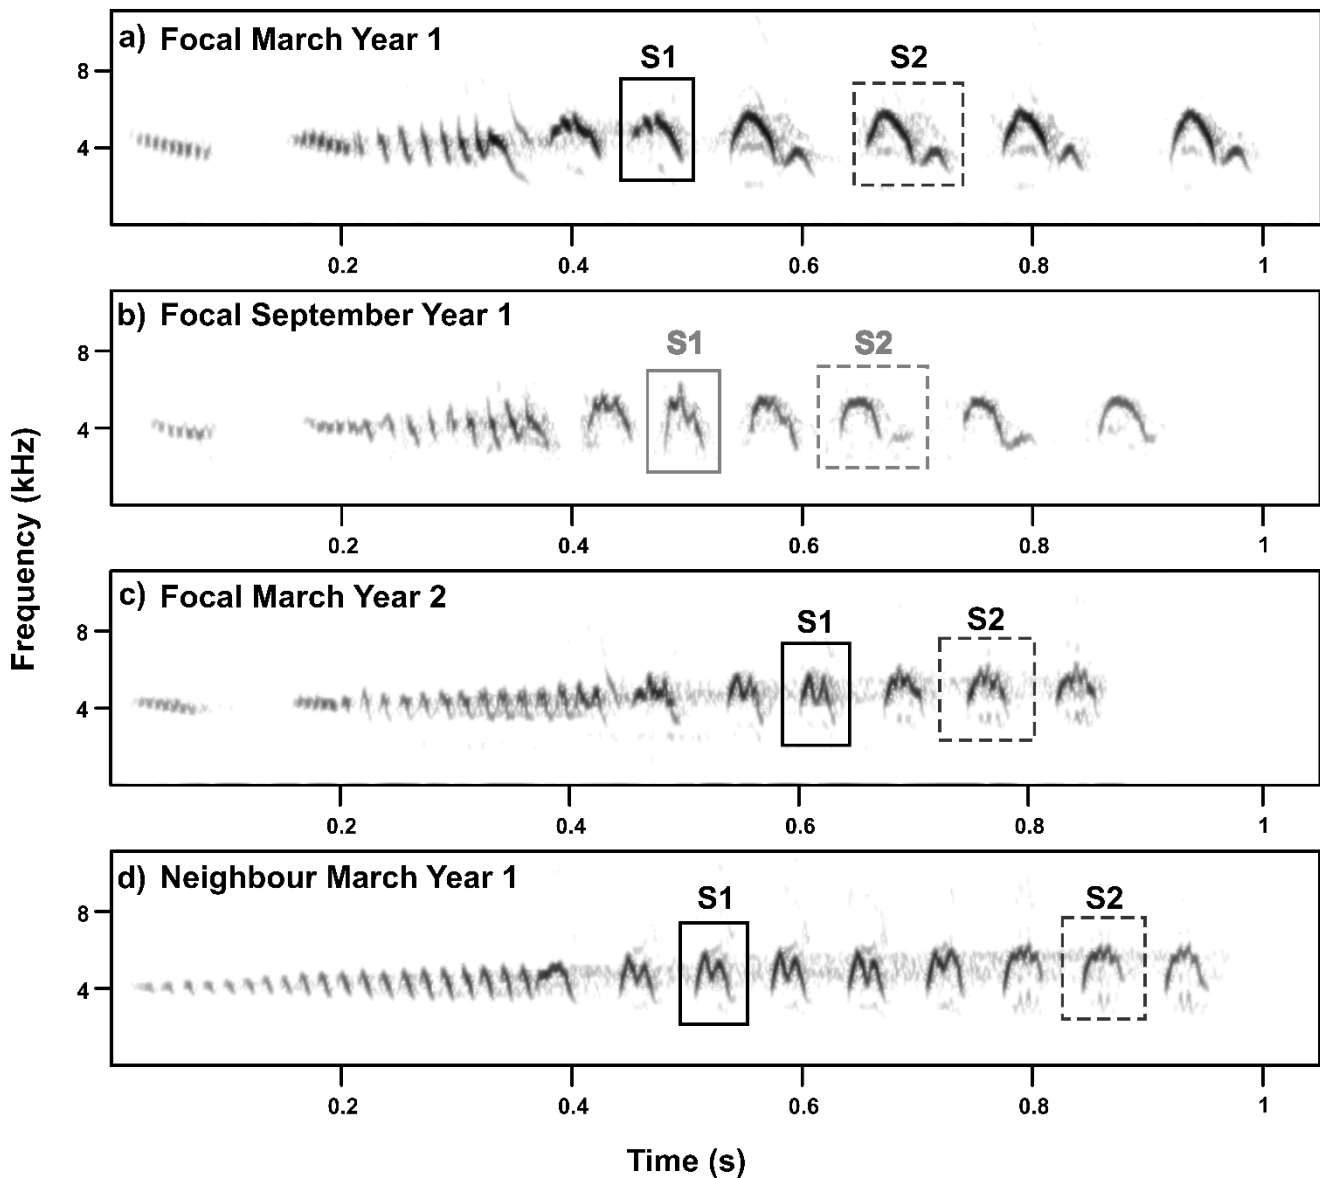 a) Focal March Year 1
S1
S2
8
4
0.2
0.4
0.6
0.8
1
b) Focal September Year 1
S1
S2
8
4
0.2
0.4
0.6
0.8
1
c) Focal March Year 2
S1
S2
8
4
0.2
0.4
0.6
0.8
1
d) Neighbour March Year 1
S1
S2
8
4
0.2
0.4
0.6
0.8
1
Frequency (kHz)
Time (s)